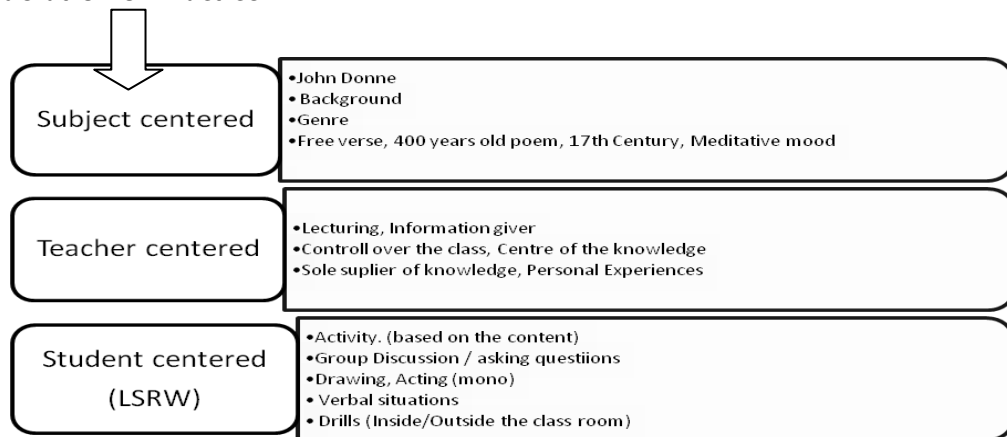 Subject centered
•John Donne
• Background
•Genre
•Free verse, 400 years old poem, 17th Century, Meditative mood
Teacher centered
•Lecturing, Information giver
•Controll over the class, Centre of the knowledge
•Sole suplier of knowledge, Personal Experiences
Student centered
(LSRW)
•Activity. (based on the content)
•Group Discussion / asking questiions
•Drawing, Acting (mono)
• Verbal situations
• Drills (Inside/Outside the class room)